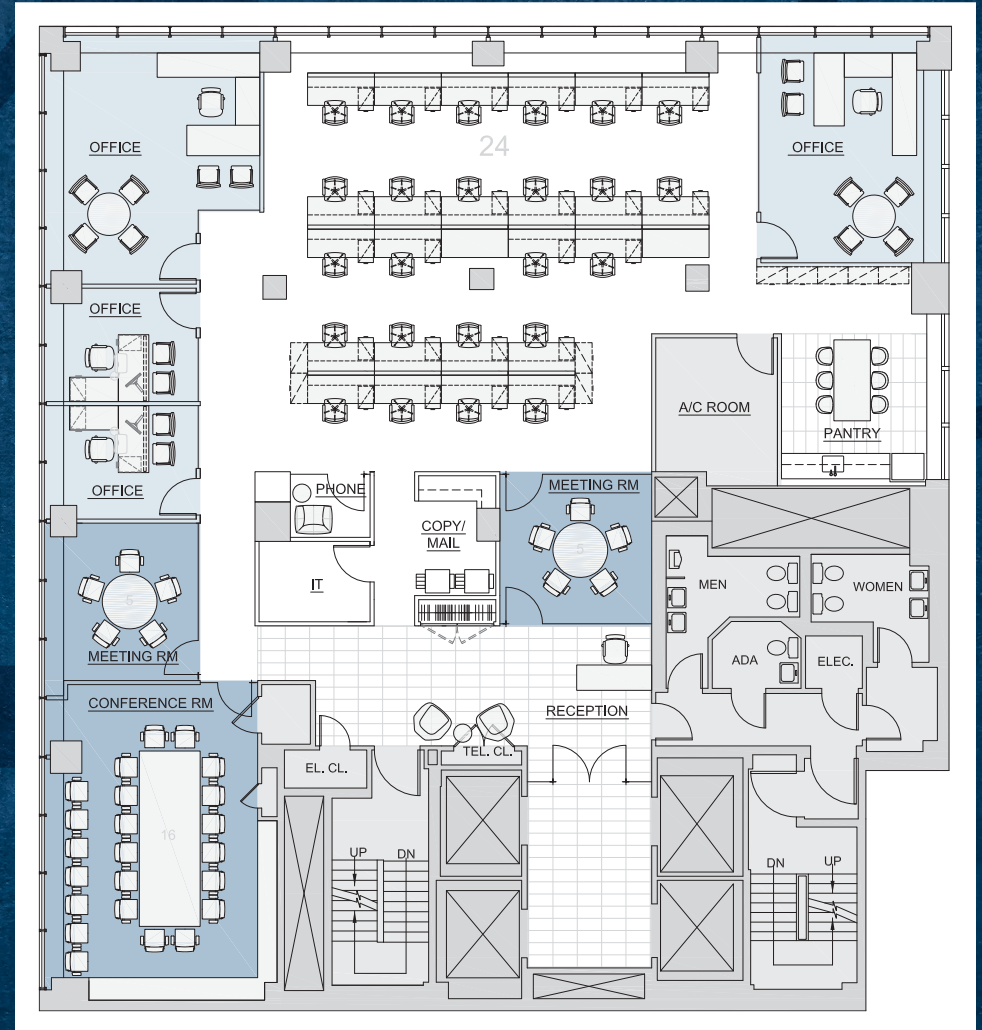 OFFICE
24
OFFICE
OFFICE
OFFICE
A/C ROOM
PANTRY
PHONE
COPY/
MAIL
MEETING RM
5
IT
MEN
WOMEN
5
MEETING RM
ADA
ELEC.
CONFERENCE RM
RECEPTION
TEL. CL.
EL. CL.
16
UP
DN
DN
UP